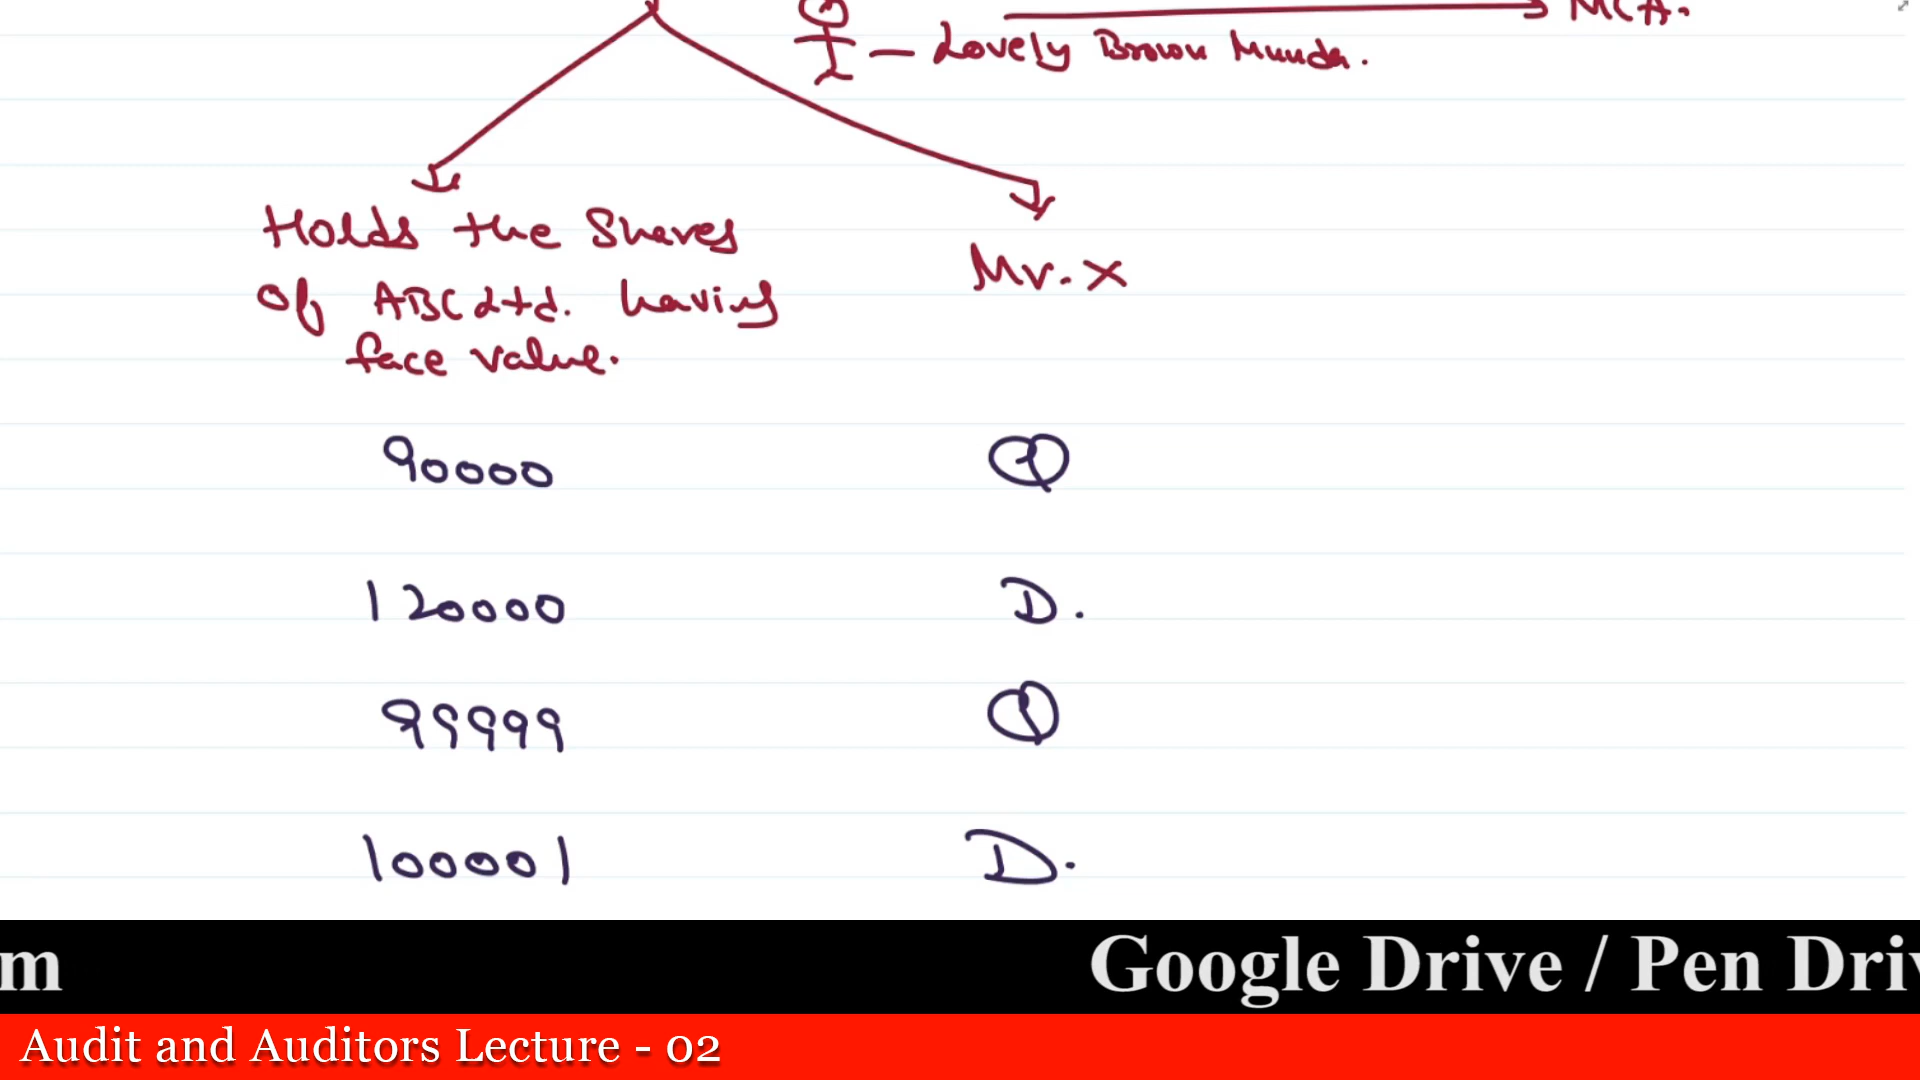 MCA.
— Lovely Brown Munda.
Holds the Shares
of ABC Ltd. having
face value.
Mr. X
90000
120000 D.
99999
100001 D.
m Google Drive / Pen Driv
Audit and Auditors Lecture - 02